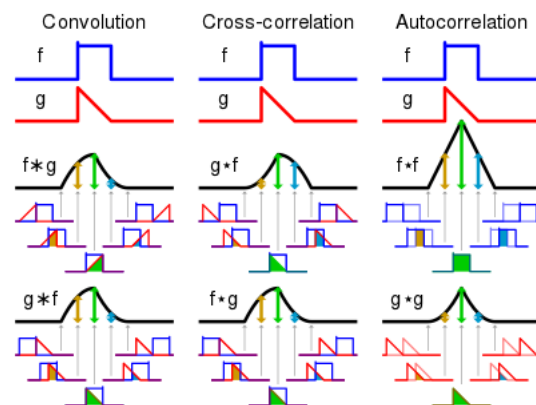 Convolution Cross-correlation Autocorrelation
f f f
g g g
f∗g g⋆f f⋆f
g∗f f⋆g g⋆g